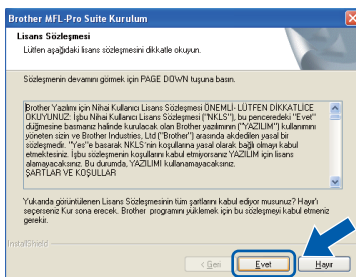 Brother MFL-Pro Suite Kurulum
Lisans Sözleşmesi
Lütfen aşağıdaki lisans sözleşmesini dikkatle okuyun.
Sözleşmenin devamını görmek için PAGE DOWN tuşuna basın.
Brother Yazılımı için Nihai Kullanıcı Lisans Sözleşmesi ÖNEMLİ- LÜTFEN DİKKATLİCE
OKUYUNUZ: İşbu Nihai Kullanıcı Lisans Sözleşmesi ("NKLS"), bu penceredeki "Evet"
düğmesine basmanız halinde kurulacak olan Brother yazılımının ("YAZILIM") kullanımını
yöneten sizin ve Brother Industries, Ltd ("Brother") arasında akdedilen yasal bir
sözleşmedir. "Yes"e basarak NKLS'nin koşullarına yasal olarak bağlı olmayı kabul
etmektesiniz. İşbu sözleşmenin koşullarını kabul etmiyorsanız YAZILIM için lisans
alamayacaksınız. Bu durumda, YAZILIMI kullanamayacaksınız.
ŞARTLAR VE KOŞULLAR
Yukarıda görüntülenen Lisans Sözleşmesinin tüm şartlarını kabul ediyor musunuz? Hayır'ı
seçerseniz Kur sona erecek. Brother programını yüklemek için bu sözleşmeyi kabul etmeniz
gerekir.
InstallShield
< Geri
Evet
Hayır